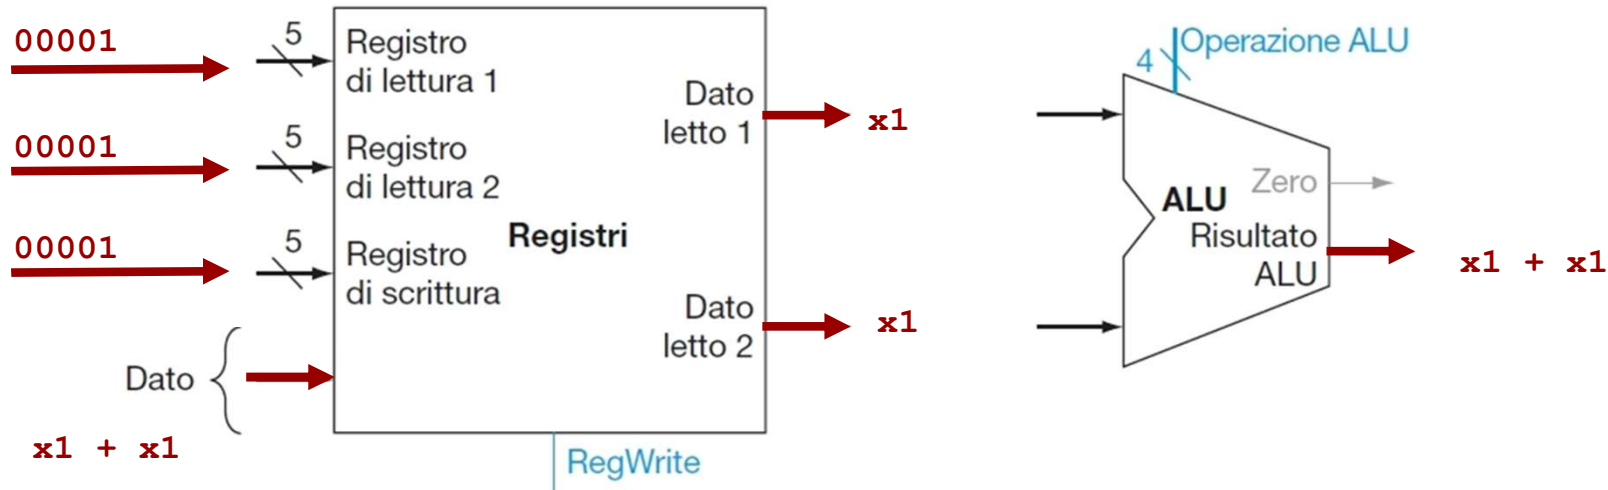 00001
5
Registro
di lettura 1
00001
5
Registro
di lettura 2
00001
5
Registro
di scrittura
Registri
Dato
letto 1
x1
Dato
letto 2
x1
Dato
x1 + x1
RegWrite
4
Operazione ALU
Zero
ALU
Risultato
ALU
x1 + x1